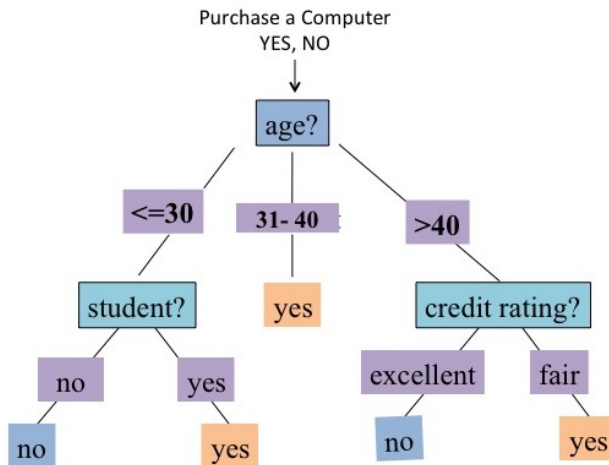 Purchase a Computer
YES, NO
age?
<=30
31- 40
>40
student?
yes
credit rating?
no
yes
excellent
fair
no
yes
no
yes